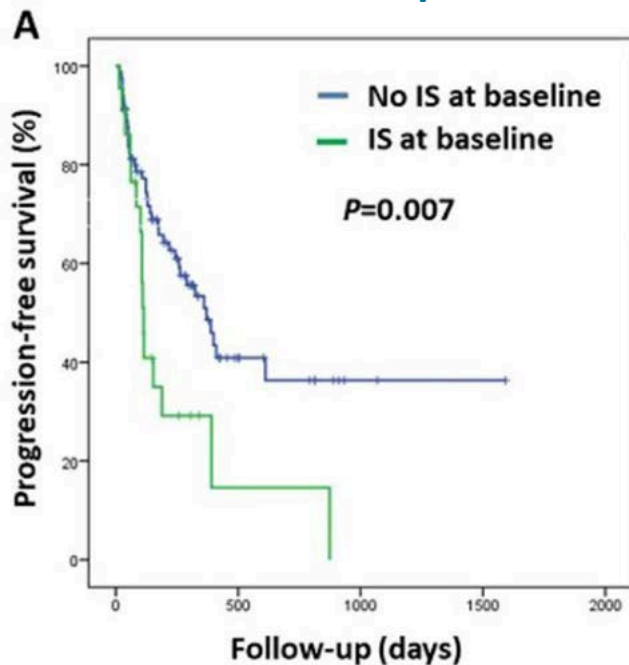 A
Progression-free survival (%)
100
80
60
40
20
0
No IS at baseline
IS at baseline
P=0.007
0 500 1000 1500 2000
Follow-up (days)